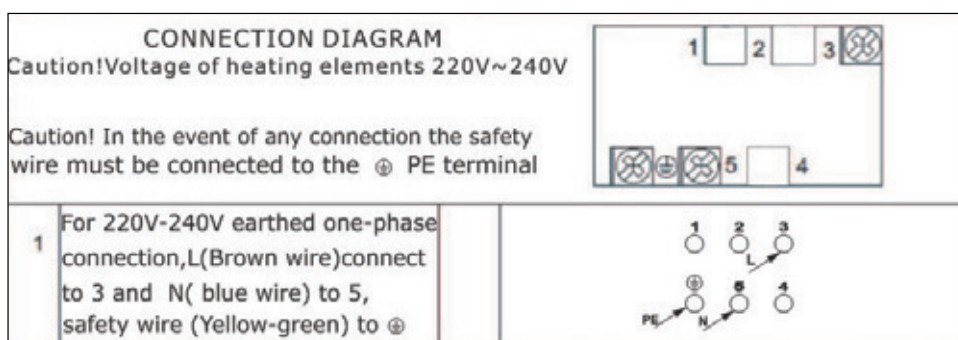 CONNECTION DIAGRAM
Caution!Voltage of heating elements 220V~240V
Caution! In the event of any connection the safety
wire must be connected to the ⏚ PE terminal
1 2 3
5 4
1
For 220V-240V earthed one-phase
connection,L(Brown wire)connect
to 3 and N( blue wire) to 5,
safety wire (Yellow-green) to ⏚
1 2 3
L
⏚ 5 4
PE N